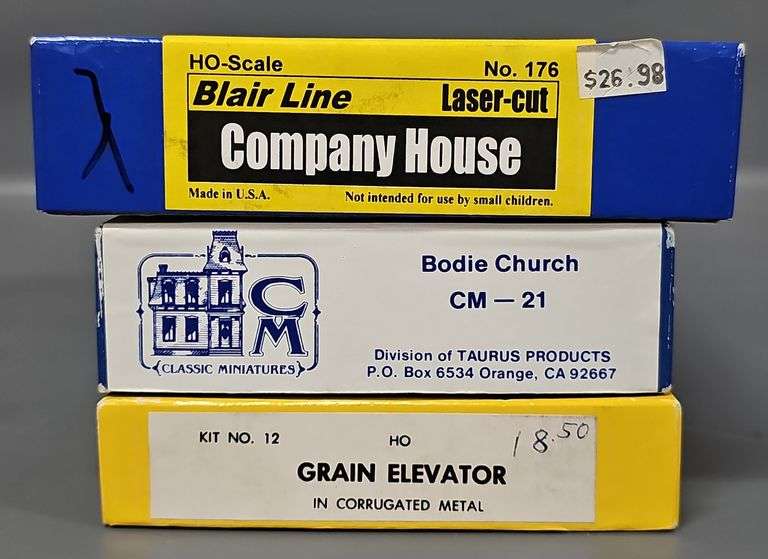 HO-Scale No. 176
$26.98
Blair Line Laser-cut
Company House
Made in U.S.A. Not intended for use by small children.
CM
CLASSIC MINIATURES
Bodie Church
CM — 21
Division of TAURUS PRODUCTS
P.O. Box 6534 Orange, CA 92667
KIT NO. 12 HO 18.50
GRAIN ELEVATOR
IN CORRUGATED METAL